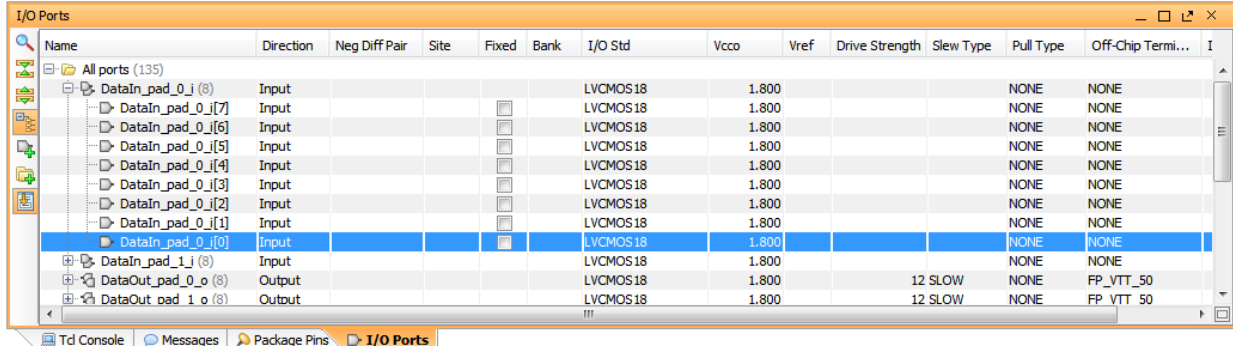 I/O Ports
Name Direction Neg Diff Pair Site Fixed Bank I/O Std Vcco Vref Drive Strength Slew Type Pull Type Off-Chip Termi... I
All ports (135)
DataIn_pad_0_i (8) Input LVCMOS18 1.800 NONE NONE
DataIn_pad_0_i[7] Input LVCMOS18 1.800 NONE NONE
DataIn_pad_0_i[6] Input LVCMOS18 1.800 NONE NONE
DataIn_pad_0_i[5] Input LVCMOS18 1.800 NONE NONE
DataIn_pad_0_i[4] Input LVCMOS18 1.800 NONE NONE
DataIn_pad_0_i[3] Input LVCMOS18 1.800 NONE NONE
DataIn_pad_0_i[2] Input LVCMOS18 1.800 NONE NONE
DataIn_pad_0_i[1] Input LVCMOS18 1.800 NONE NONE
DataIn_pad_0_i[0] Input LVCMOS18 1.800 NONE NONE
DataIn_pad_1_i (8) Input LVCMOS18 1.800 NONE NONE
DataOut_pad_0_o (8) Output LVCMOS18 1.800 12 SLOW NONE FP_VTT_50
DataOut_pad_1_o (8) Output LVCMOS18 1.800 12 SLOW NONE FP_VTT_50
Tcl Console Messages Package Pins I/O Ports